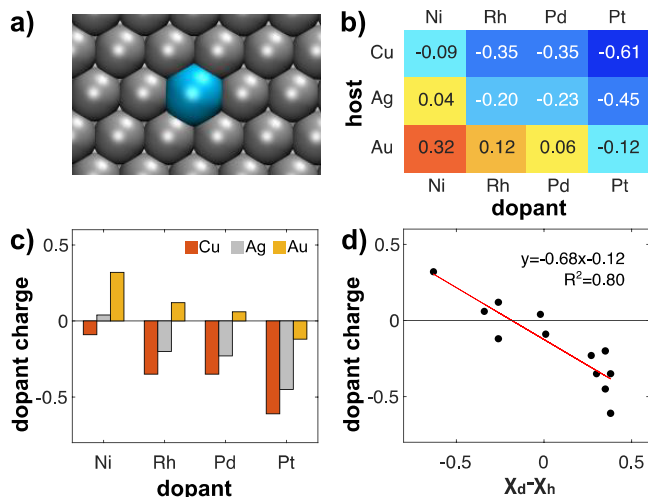 a)
b)
Ni Rh Pd Pt
Cu -0.09 -0.35 -0.35 -0.61
host Ag 0.04 -0.20 -0.23 -0.45
Au 0.32 0.12 0.06 -0.12
Ni Rh Pd Pt
dopant
c)
dopant charge
0.5
0
-0.5
Cu Ag Au
Ni Rh Pd Pt
dopant
d)
dopant charge
0.5
0
-0.5
y=-0.68x-0.12
R²=0.80
-0.5 0 0.5
χd-χh